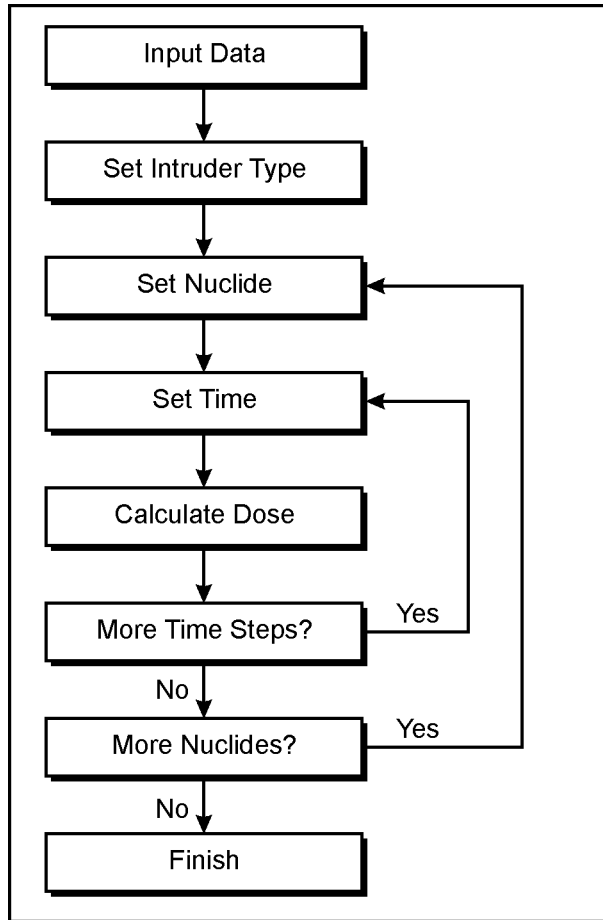 Input Data
Set Intruder Type
Set Nuclide
Set Time
Calculate Dose
More Time Steps?
Yes
No
More Nuclides?
Yes
No
Finish